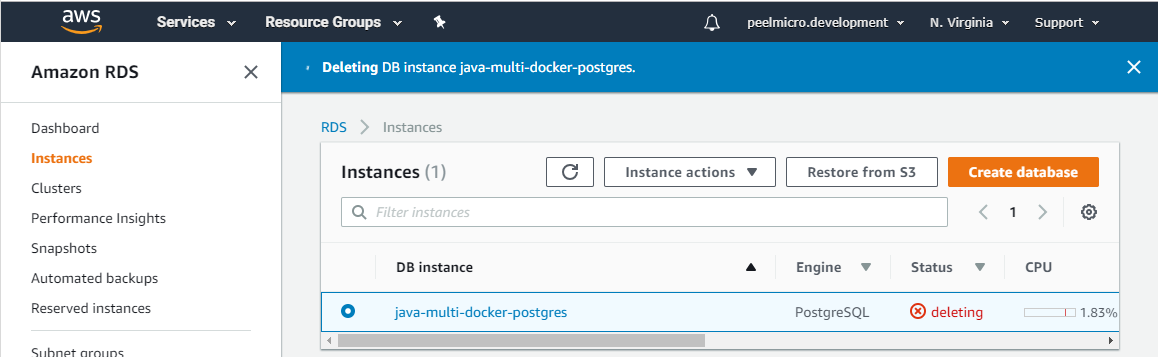 aws Services Resource Groups peelmicro.development N. Virginia Support
Amazon RDS
Deleting DB instance java-multi-docker-postgres.
Dashboard
Instances
Clusters
Performance Insights
Snapshots
Automated backups
Reserved instances
Subnet groups
RDS Instances
Instances (1) Instance actions Restore from S3 Create database
Filter instances 1
DB instance Engine Status CPU
java-multi-docker-postgres PostgreSQL deleting 1.83%